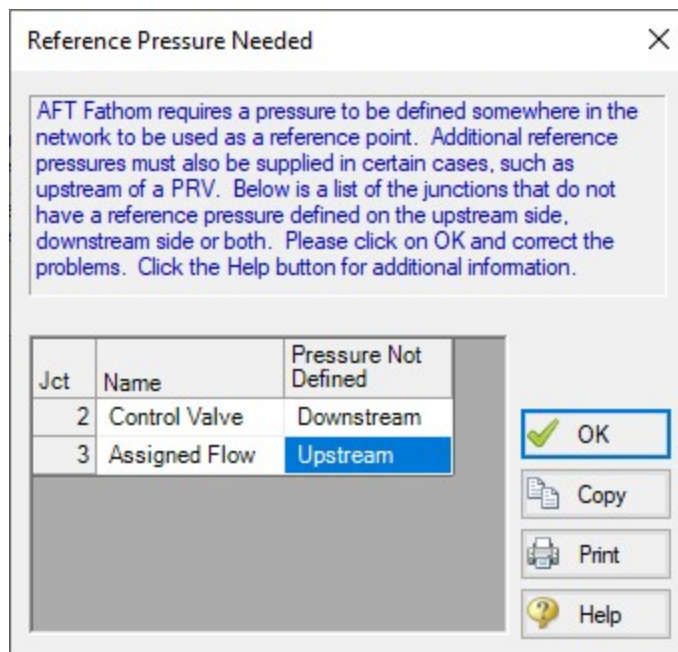 Reference Pressure Needed
AFT Fathom requires a pressure to be defined somewhere in the
network to be used as a reference point. Additional reference
pressures must also be supplied in certain cases, such as
upstream of a PRV. Below is a list of the junctions that do not
have a reference pressure defined on the upstream side,
downstream side or both. Please click on OK and correct the
problems. Click the Help button for additional information.
Jct Name Pressure Not
Defined
2 Control Valve Downstream
3 Assigned Flow Upstream
OK
Copy
Print
Help